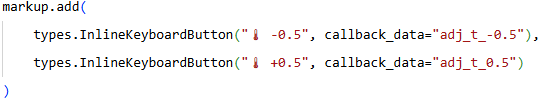 markup.add(
types.InlineKeyboardButton("🌡 -0.5", callback_data="adj_t_-0.5"),
types.InlineKeyboardButton("🌡 +0.5", callback_data="adj_t_0.5")
)